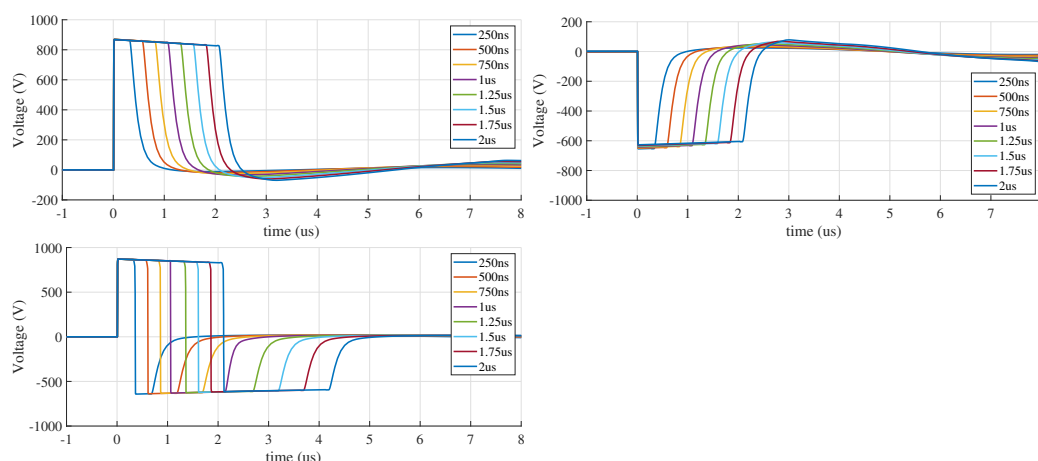 1000
800
600
400
200
0
-200
Voltage (V)
-1 0 1 2 3 4 5 6 7 8
time (us)
250ns
500ns
750ns
1us
1.25us
1.5us
1.75us
2us
200
0
-200
-400
-600
-800
-1000
Voltage (V)
-1 0 1 2 3 4 5 6 7
time (us)
250ns
500ns
750ns
1us
1.25us
1.5us
1.75us
2us
1000
500
0
-500
-1000
Voltage (V)
-1 0 1 2 3 4 5 6 7 8
time (us)
250ns
500ns
750ns
1us
1.25us
1.5us
1.75us
2us